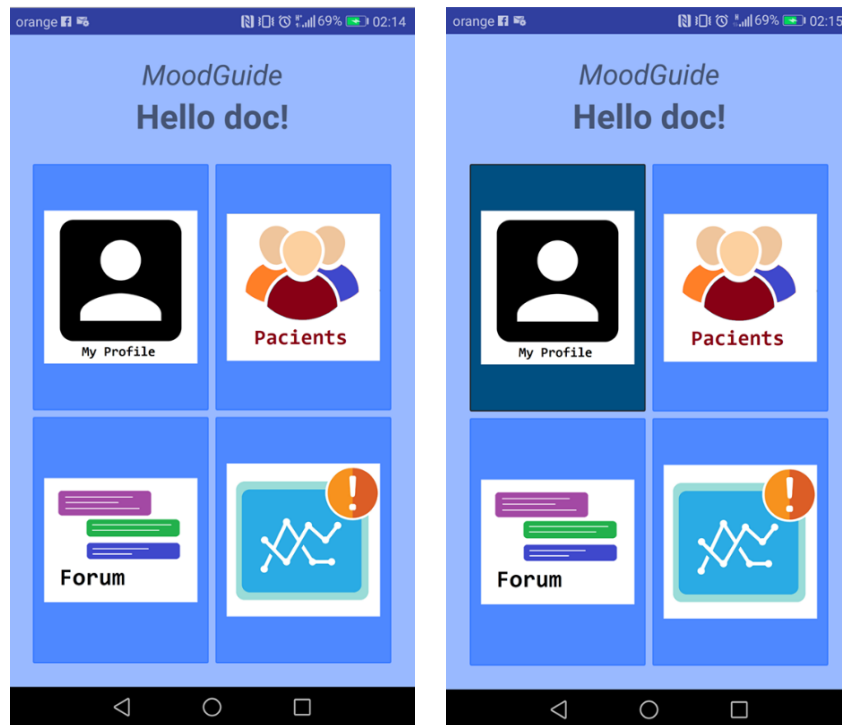 orange 69% 02:14
MoodGuide
Hello doc!
My Profile
Pacients
Forum
orange 69% 02:15
MoodGuide
Hello doc!
My Profile
Pacients
Forum